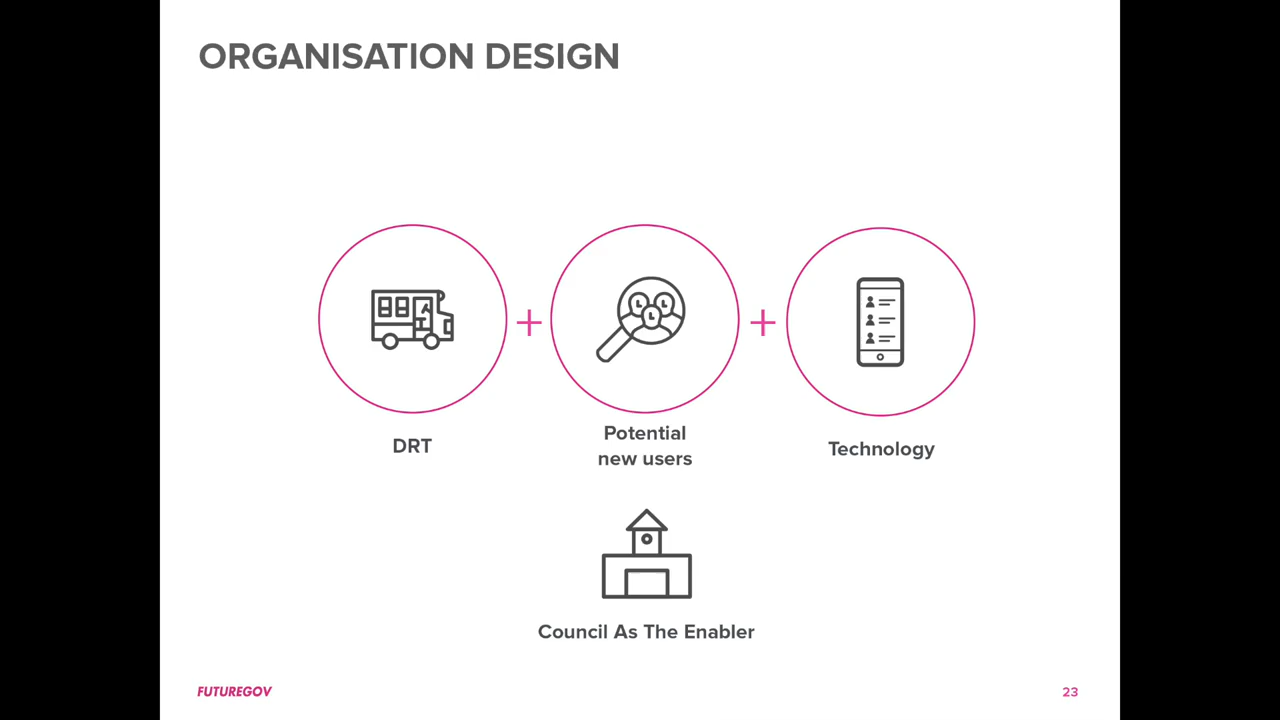 ORGANISATION DESIGN
DRT
Potential
new users
Technology
Council As The Enabler
FUTUREGOV
23